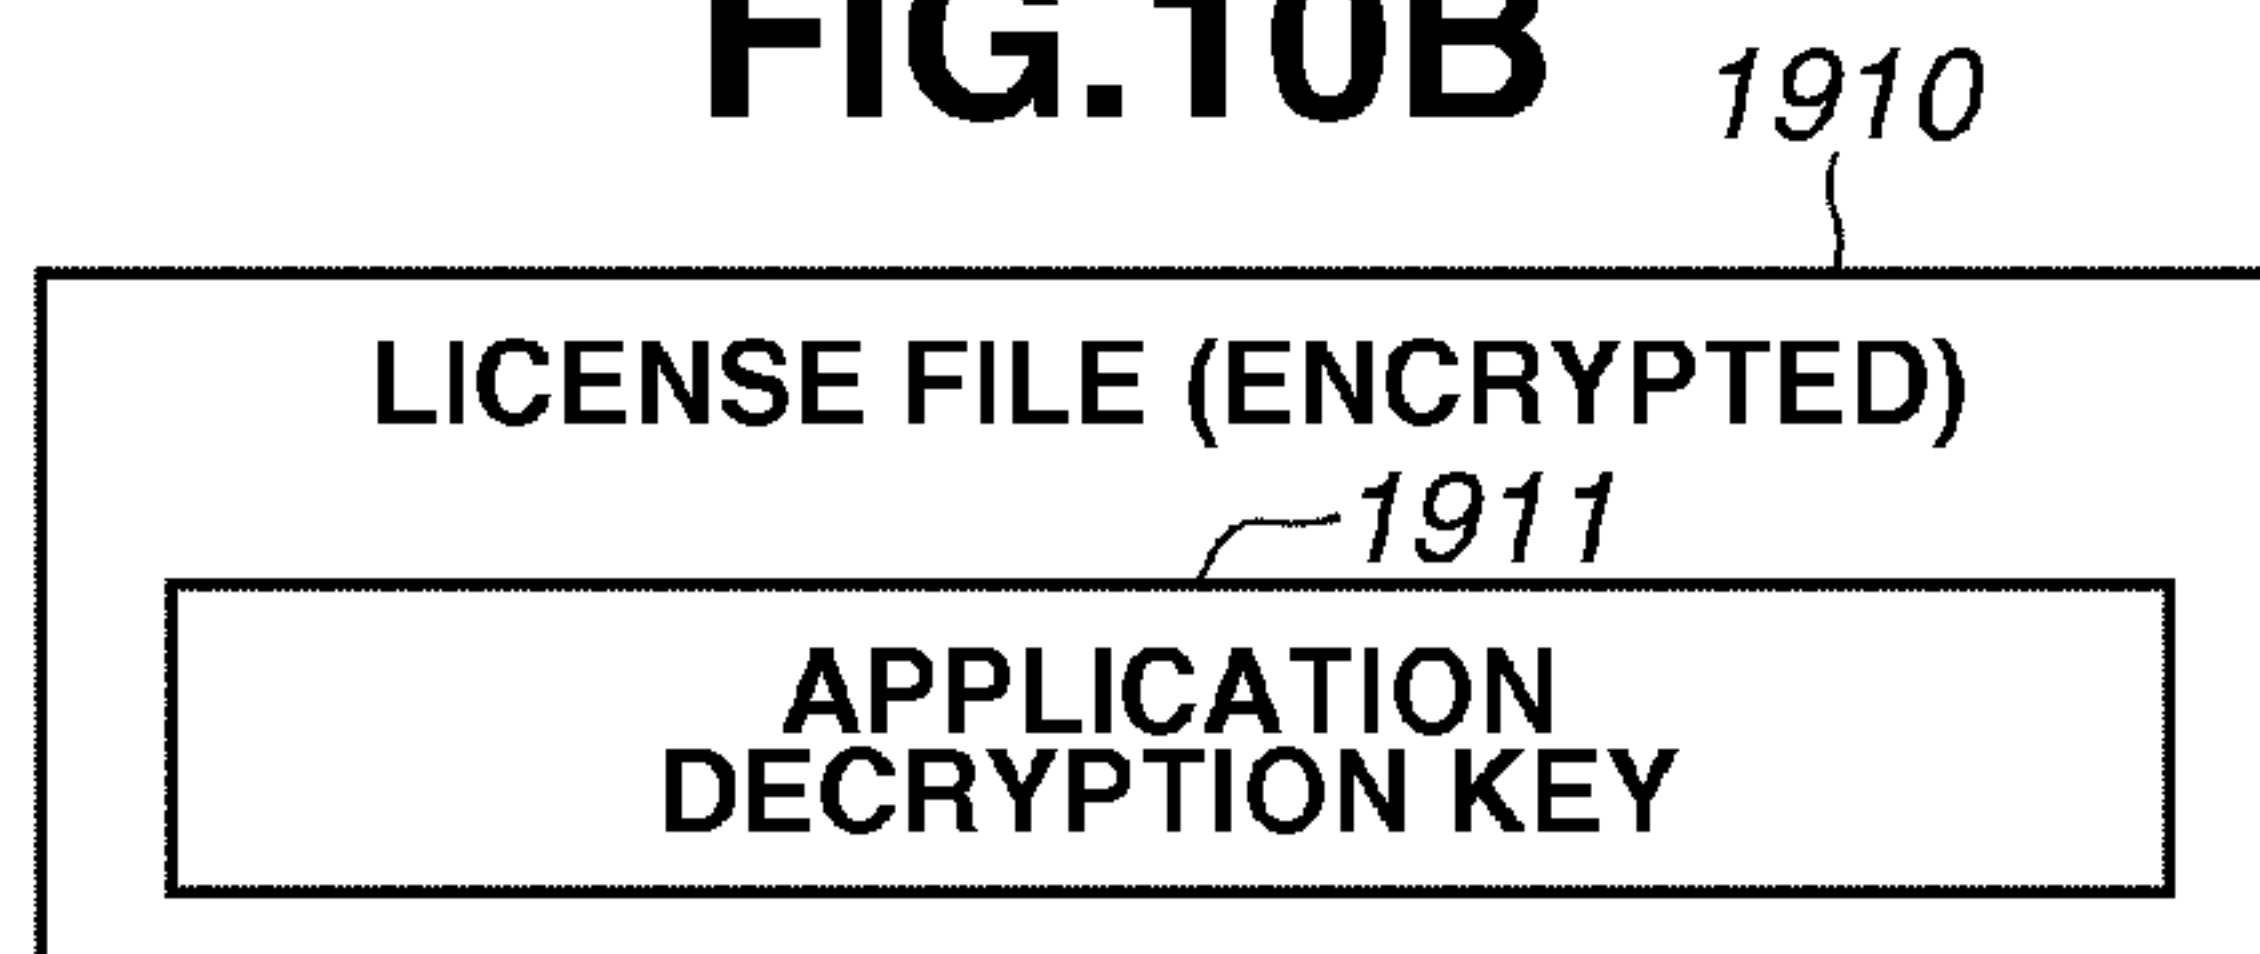 FIG.10B
1910
LICENSE FILE (ENCRYPTED)
1911
APPLICATION
DECRYPTION KEY